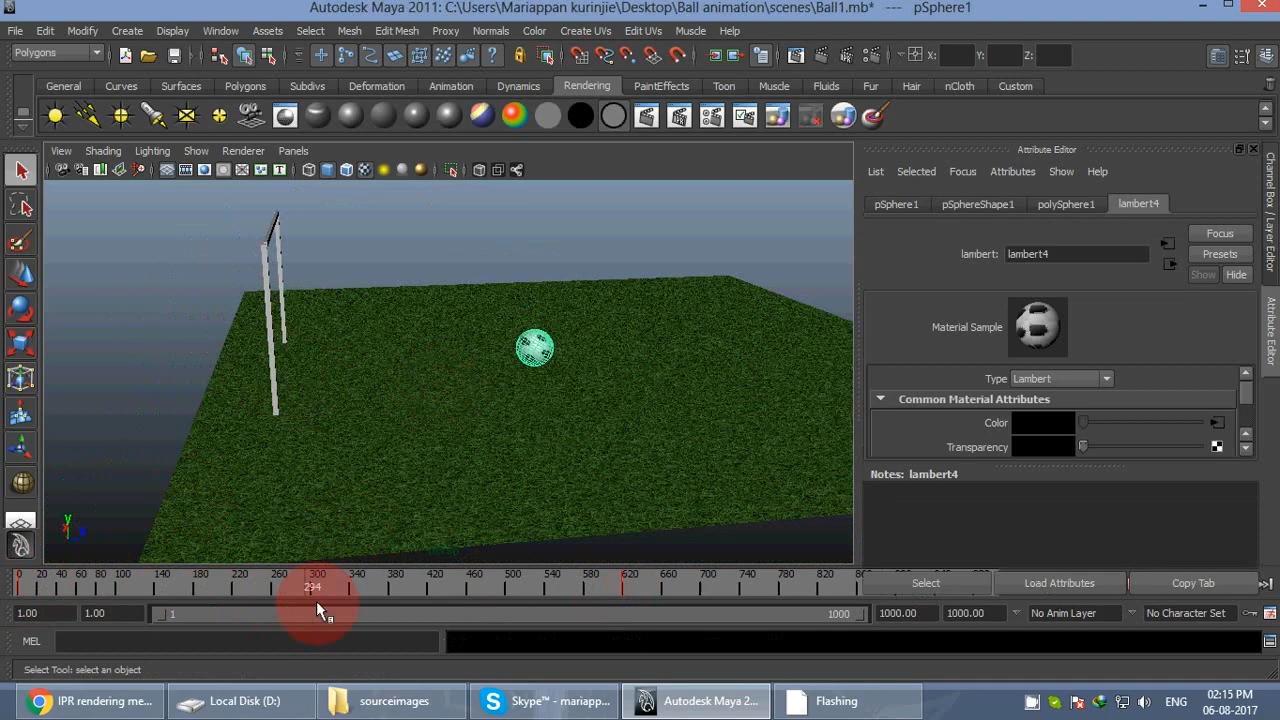 Autodesk Maya 2011: C:\Users\Mariappan kurinjie\Desktop\Ball animation\scenes\Ball1.mb* --- pSphere1
File Edit Modify Create Display Window Assets Select Mesh Edit Mesh Proxy Normals Color Create UVs Edit UVs Muscle Help
Polygons X: Y: Z:
General Curves Surfaces Polygons Subdivs Deformation Animation Dynamics Rendering PaintEffects Toon Muscle Fluids Fur Hair nCloth Custom
View Shading Lighting Show Renderer Panels
Attribute Editor
List Selected Focus Attributes Show Help
pSphere1 pSphereShape1 polySphere1 lambert4
Focus
lambert: lambert4
Presets
Show Hide
Material Sample
Type Lambert
Common Material Attributes
Color
Transparency
Notes: lambert4
Channel Box / Layer Editor
Attribute Editor
y
0 20 40 60 80 100 140 180 220 260 300 340 380 420 460 500 540 580 620 660 700 740 780 820
294
Select Load Attributes Copy Tab
1.00 1.00 1 1000 1000.00 1000.00 No Anim Layer No Character Set
MEL
Select Tool: select an object
IPR rendering me... Local Disk (D:) sourceimages Skype™ - mariapp... Autodesk Maya 2... Flashing
ENG
02:15 PM
06-08-2017